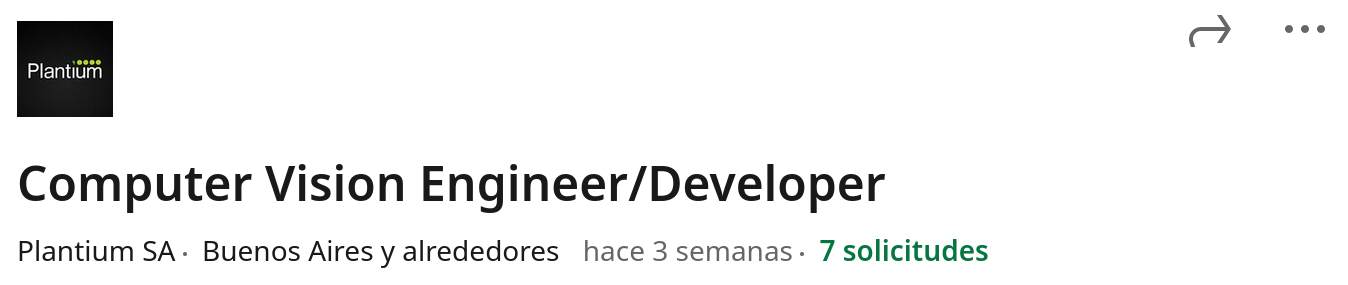 Plantium
Computer Vision Engineer/Developer
Plantium SA · Buenos Aires y alrededores hace 3 semanas · 7 solicitudes